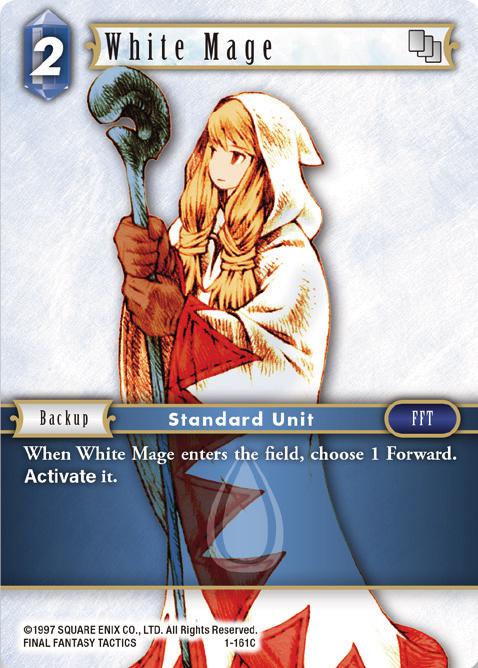 2
White Mage
Backup
Standard Unit
FFT
When White Mage enters the field, choose 1 Forward.
Activate it.
©1997 SQUARE ENIX CO., LTD. All Rights Reserved.
FINAL FANTASY TACTICS
1-161C